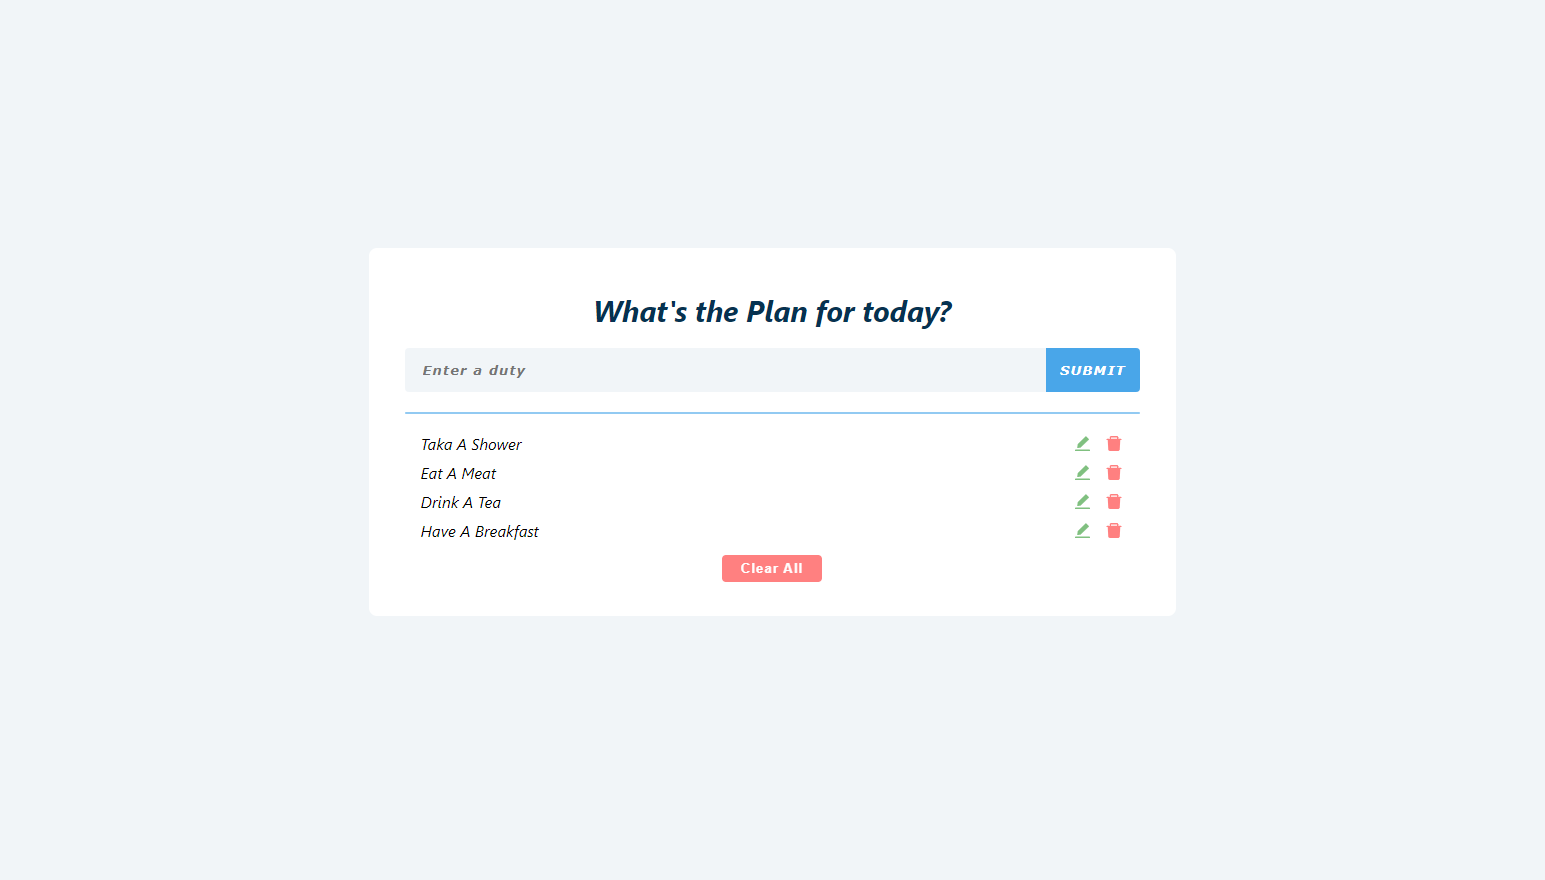 What's the Plan for today?
Enter a duty
SUBMIT
Taka A Shower
Eat A Meat
Drink A Tea
Have A Breakfast
Clear All